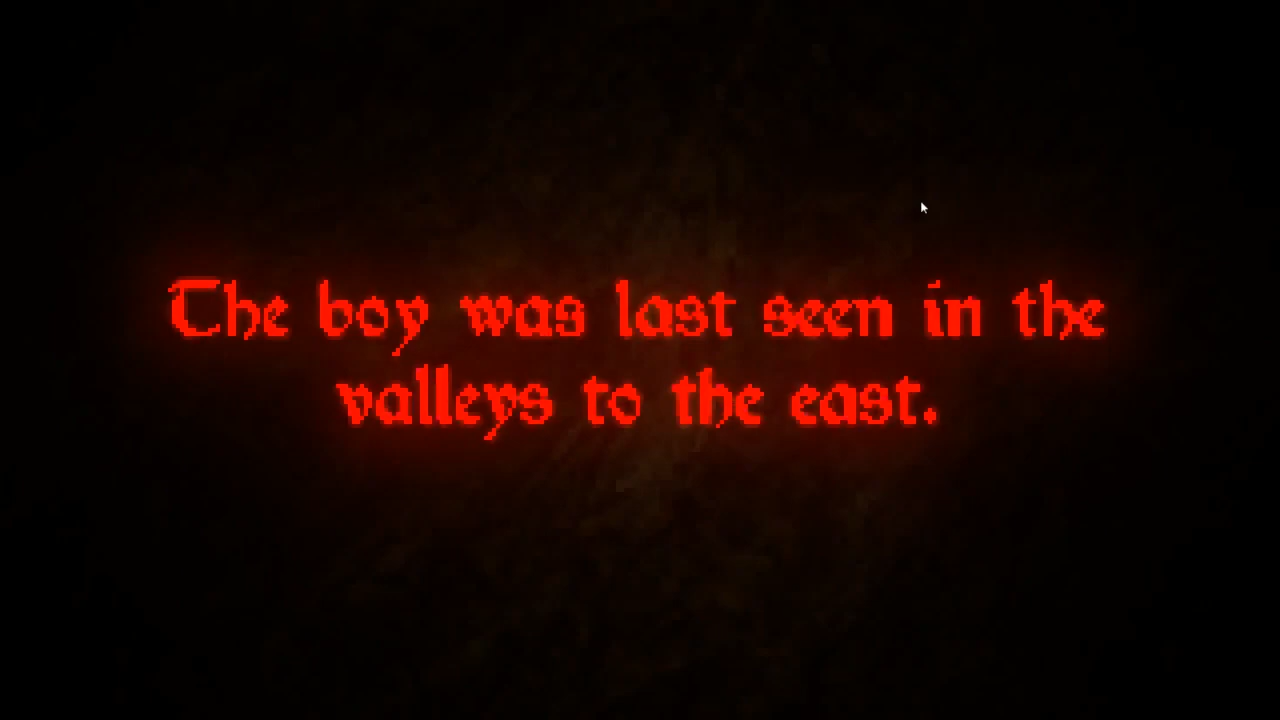 The boy was last seen in the
valleys to the east.